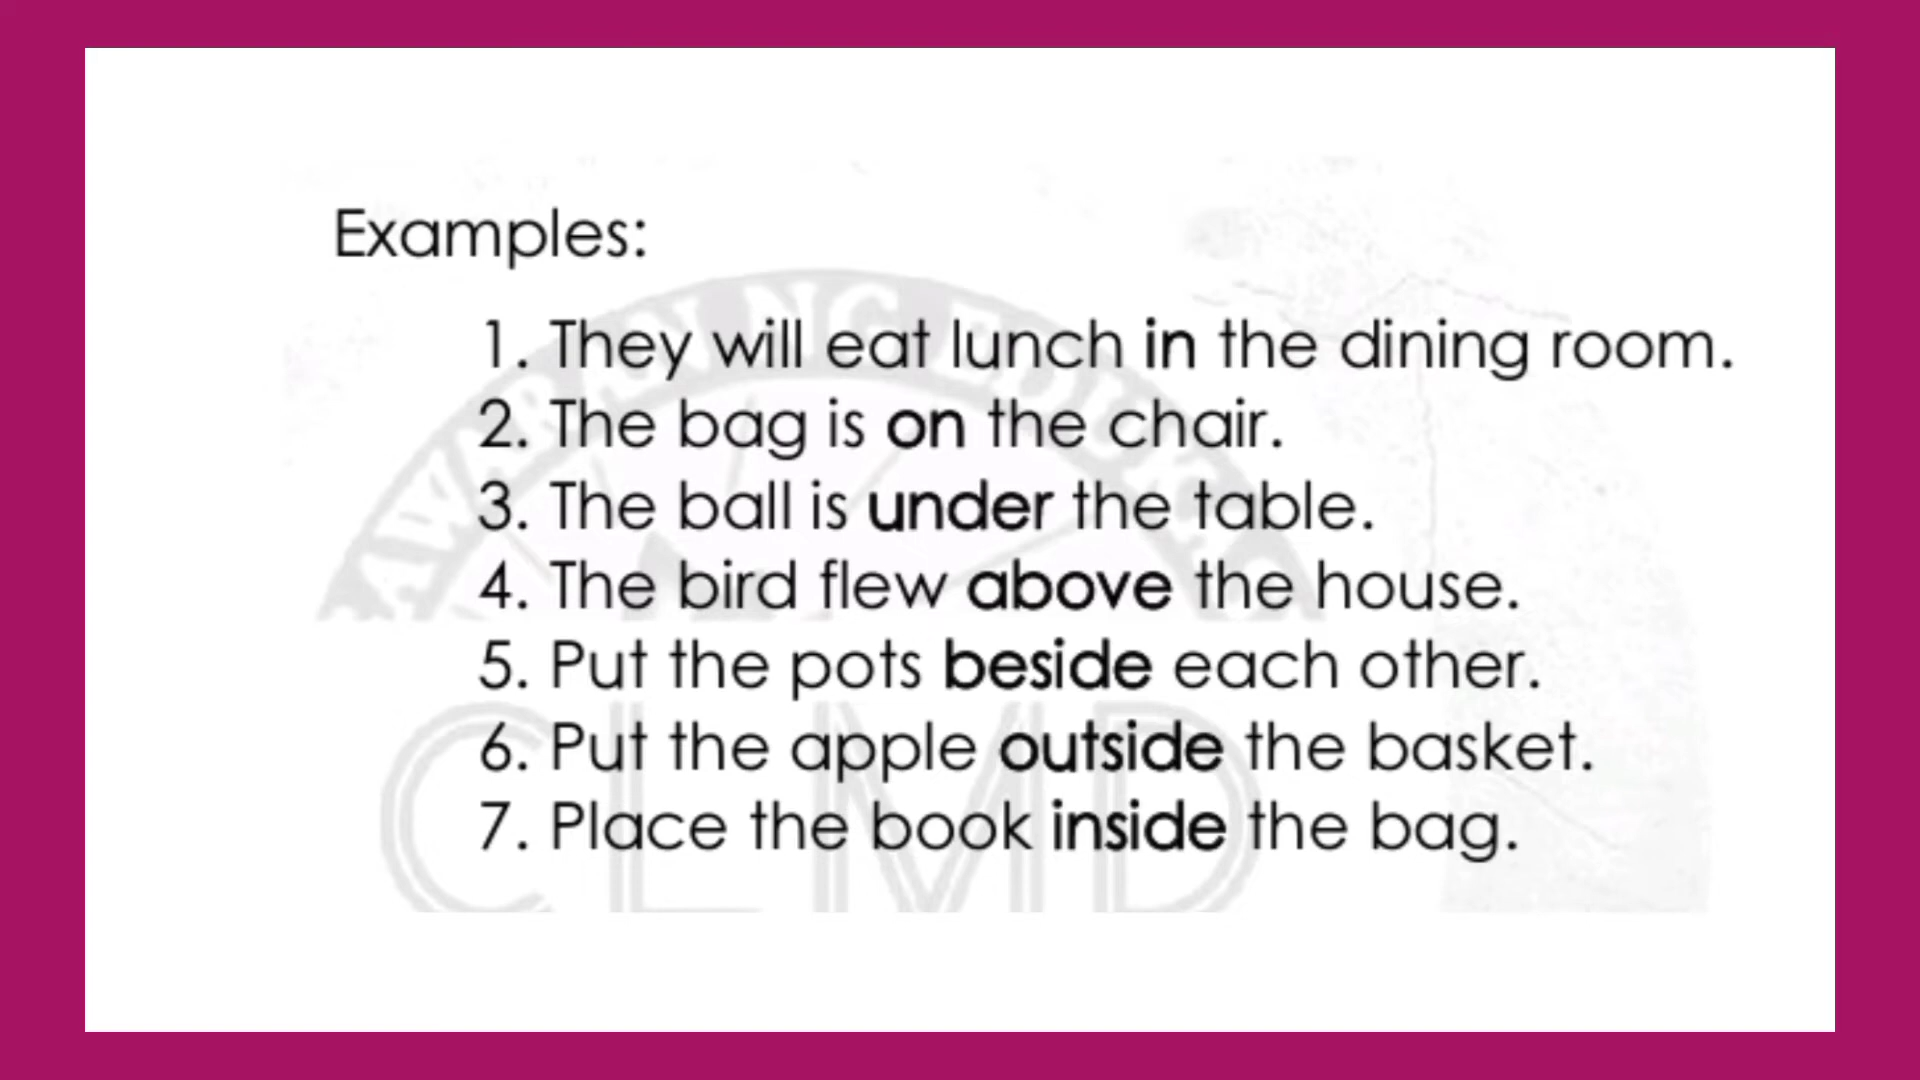 Examples:
1. They will eat lunch in the dining room.
2. The bag is on the chair.
3. The ball is under the table.
4. The bird flew above the house.
5. Put the pots beside each other.
6. Put the apple outside the basket.
7. Place the book inside the bag.
CLMD